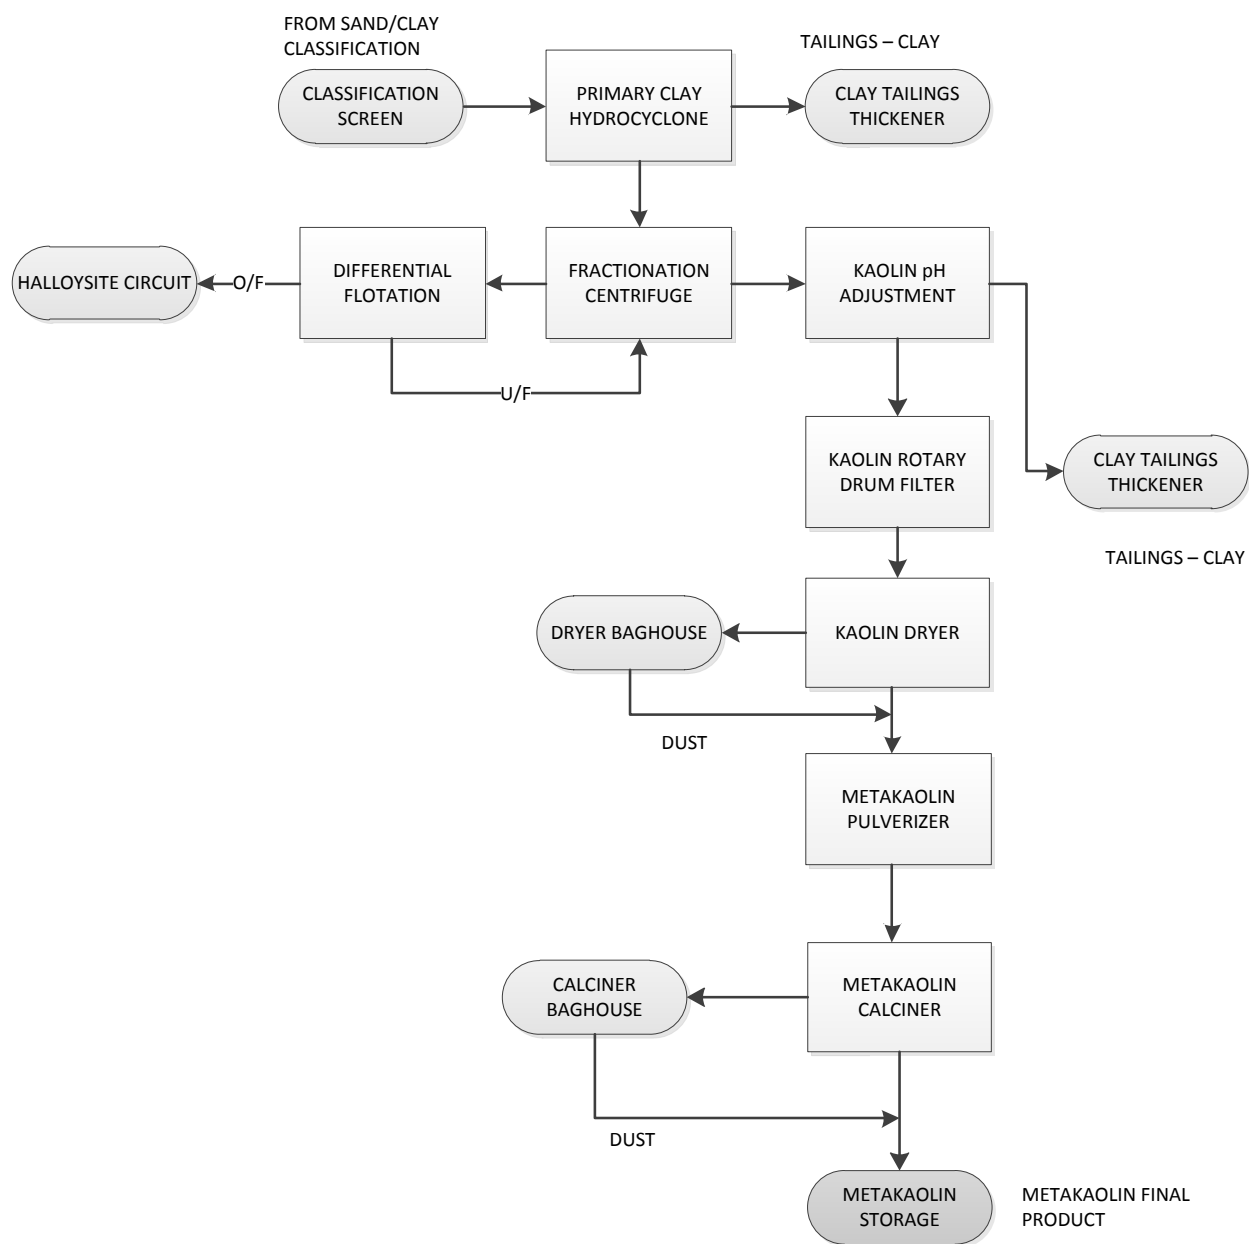 FROM SAND/CLAY
CLASSIFICATION
TAILINGS – CLAY
CLASSIFICATION
SCREEN
PRIMARY CLAY
HYDROCYCLONE
CLAY TAILINGS
THICKENER
HALLOYSITE CIRCUIT
O/F
DIFFERENTIAL
FLOTATION
FRACTIONATION
CENTRIFUGE
KAOLIN pH
ADJUSTMENT
U/F
KAOLIN ROTARY
DRUM FILTER
CLAY TAILINGS
THICKENER
TAILINGS – CLAY
DRYER BAGHOUSE
KAOLIN DRYER
DUST
METAKAOLIN
PULVERIZER
CALCINER
BAGHOUSE
METAKAOLIN
CALCINER
DUST
METAKAOLIN
STORAGE
METAKAOLIN FINAL
PRODUCT